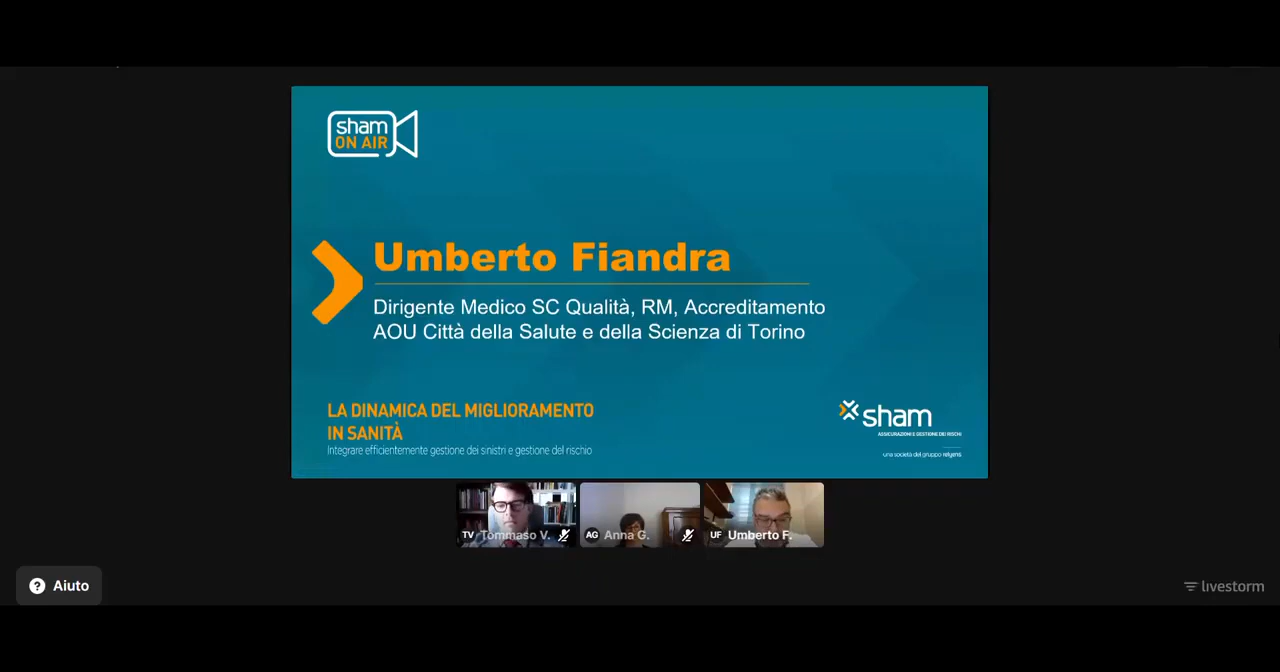 sham
ON AIR
Umberto Fiandra
Dirigente Medico SC Qualità, RM, Accreditamento
AOU Città della Salute e della Scienza di Torino
LA DINAMICA DEL MIGLIORAMENTO
IN SANITÀ
Integrare efficientemente gestione dei sinistri e gestione del rischio
sham
ASSICURAZIONI E GESTIONE DEI RISCHI
una società del gruppo relyens
TV Tommaso V.
AG Anna G.
UF Umberto F.
? Aiuto
livestorm